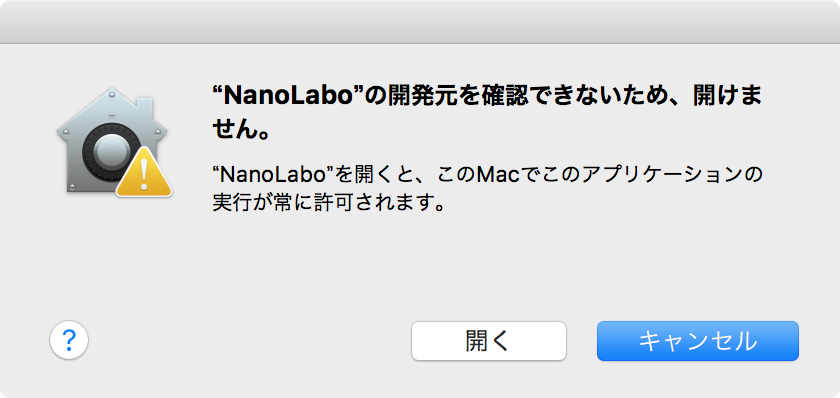 “NanoLabo”の開発元を確認できないため、開けま
せん。
“NanoLabo”を開くと、このMacでこのアプリケーションの
実行が常に許可されます。
?
開く
キャンセル